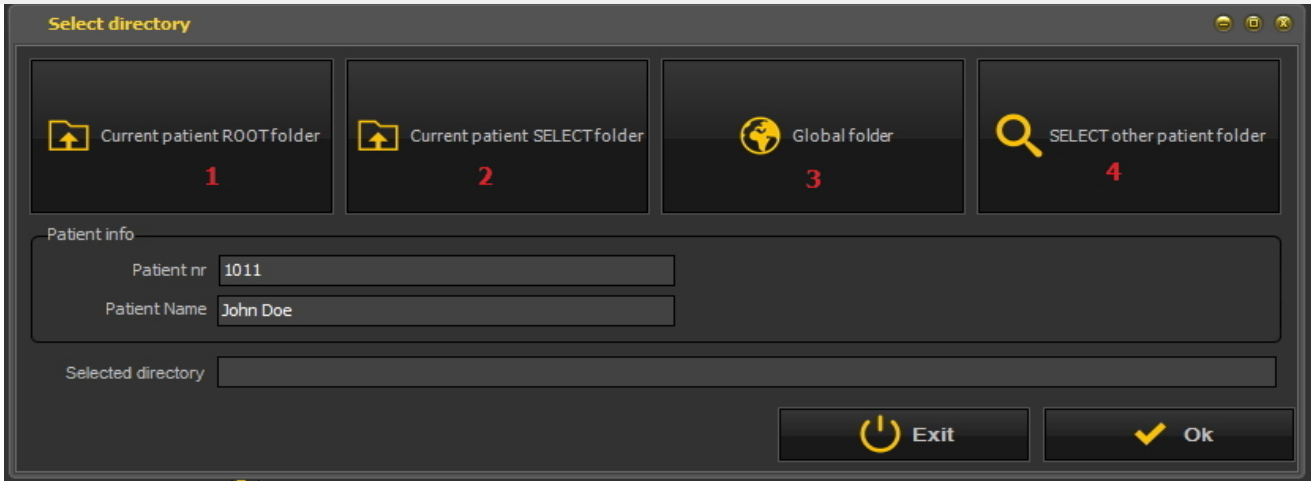 Select directory
Current patient ROOT folder
Current patient SELECT folder
Global folder
SELECT other patient folder
1
2
3
4
Patient info
Patient nr 1011
Patient Name John Doe
Selected directory
Exit
Ok